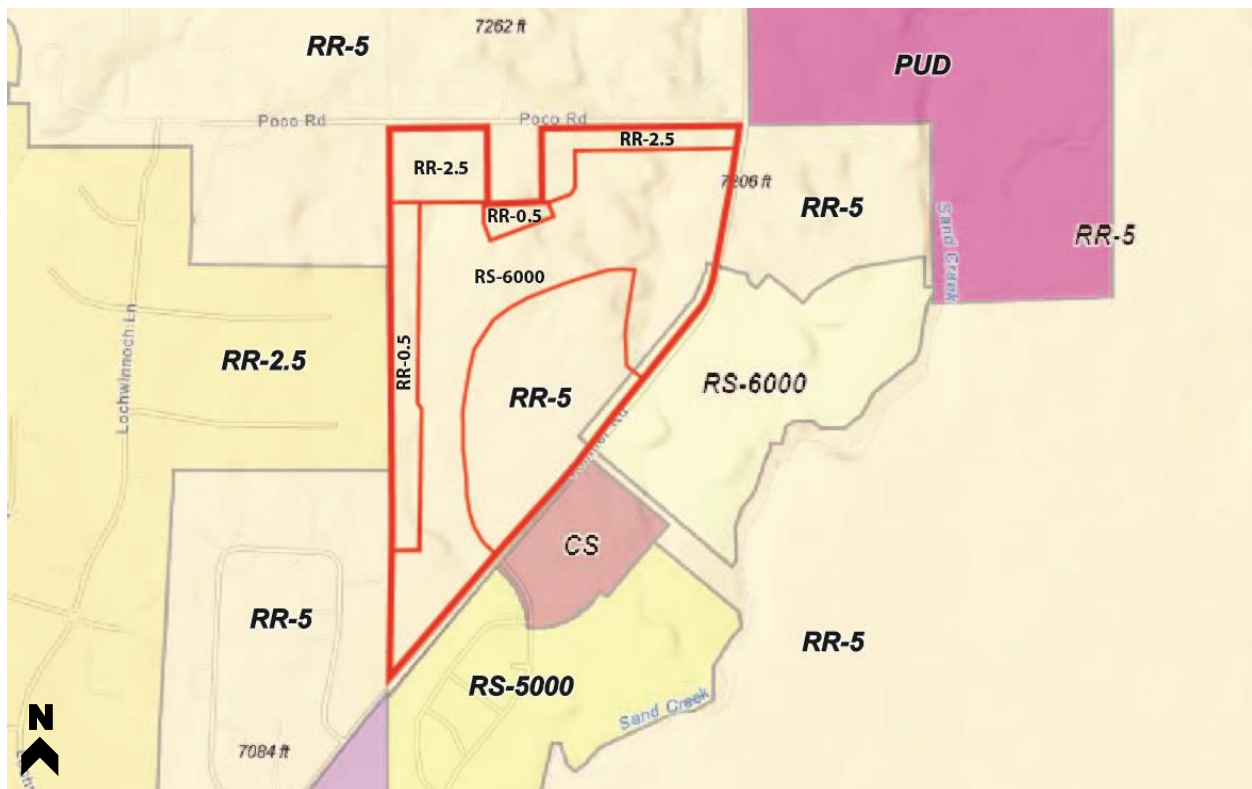 7262 ft
RR-5
PUD
Poco Rd
Poco Rd
RR-2.5
RR-2.5
7206 ft
RR-5
RR-0.5
Sand Creek
RR-5
RS-6000
Lochwinnoch Ln
RR-2.5
RR-0.5
RR-5
RS-6000
Rd
CS
RR-5
RR-5
RS-5000
Sand Creek
N
7084 ft